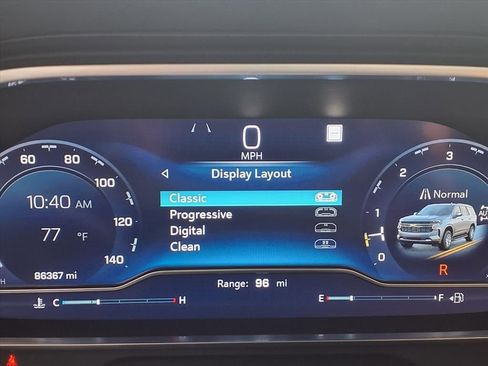 0
MPH
Display Layout
Classic
Progressive
Digital
Clean
60 80
100
120
140
10:40 AM
77 °F
86367 mi
C H
Range: 96 mi
E F
3
2
1
0
Normal
R